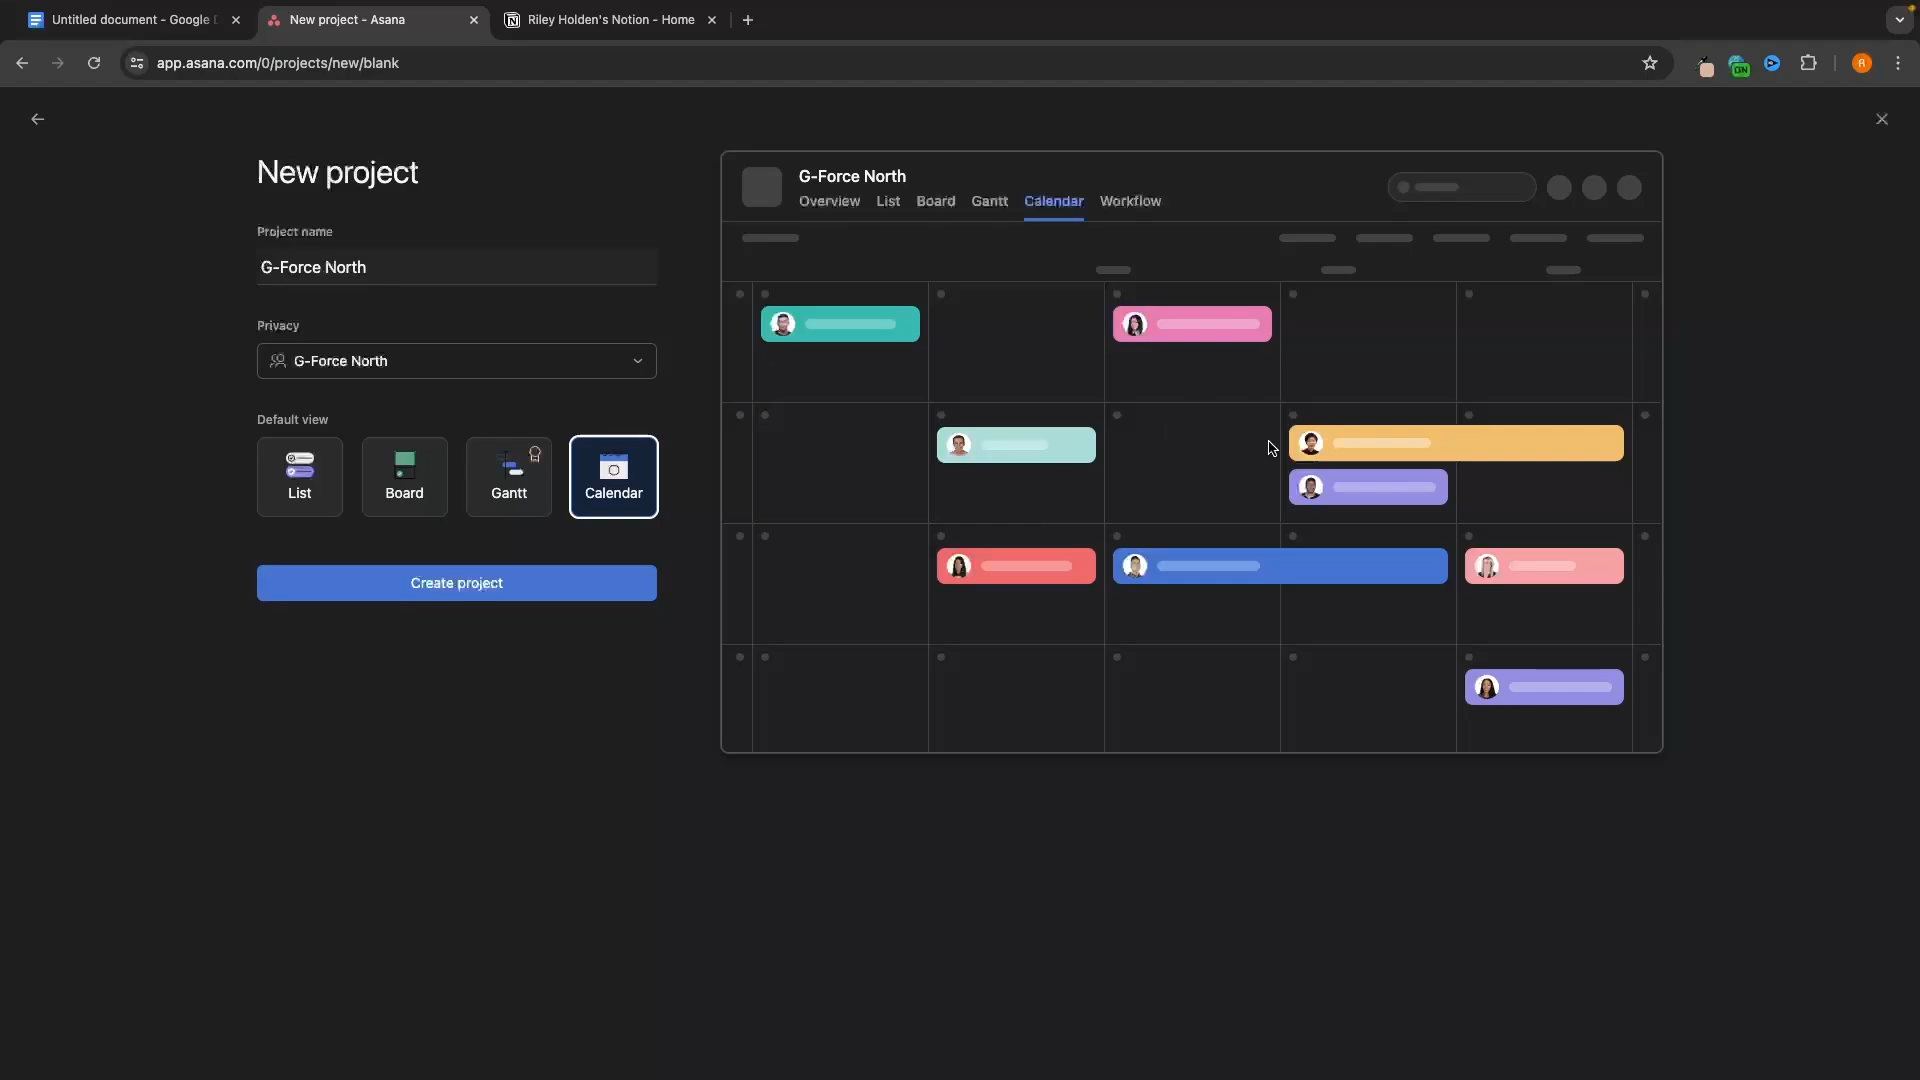 Untitled document - Google D
New project - Asana
Riley Holden's Notion - Home
app.asana.com/0/projects/new/blank
ON
R
New project
Project name
G-Force North
Privacy
G-Force North
Default view
List
Board
Gantt
Calendar
Create project
G-Force North
Overview List Board Gantt Calendar Workflow